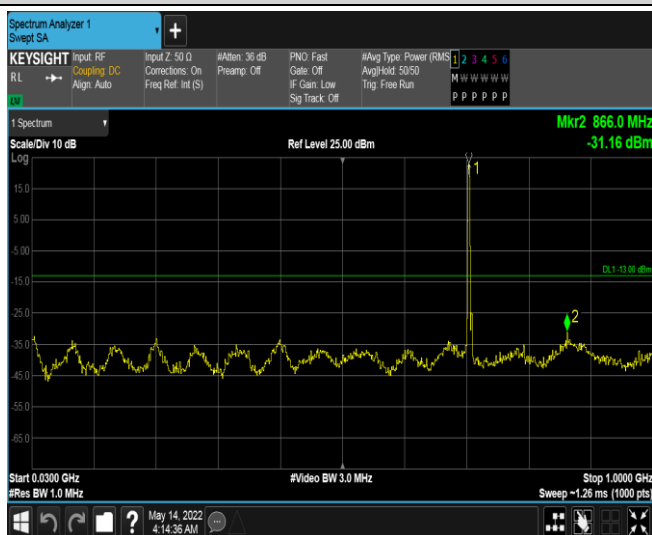 Spectrum Analyzer 1
Swept SA
+
KEYSIGHT
RL
Input: RF
Coupling: DC
Align: Auto
Input Z: 50 Ω
Corrections: On
Freq Ref: Int (S)
#Atten: 36 dB
Preamp: Off
PNO: Fast
Gate: Off
IF Gain: Low
Sig Track: Off
#Avg Type: Power (RMS
Avg|Hold: 50/50
Trig: Free Run
1 2 3 4 5 6
M W W W W W
P P P P P P
1 Spectrum
Mkr2 866.0 MHz
-31.16 dBm
Scale/Div 10 dB
Ref Level 25.00 dBm
Log
15.0
5.00
-5.00
-15.0
-25.0
-35.0
-45.0
-55.0
-65.0
1
DL1 -13.00 dBm
2
Start 0.0300 GHz
#Res BW 1.0 MHz
#Video BW 3.0 MHz
Stop 1.0000 GHz
Sweep ~1.26 ms (1000 pts)
?
May 14, 2022
4:14:36 AM